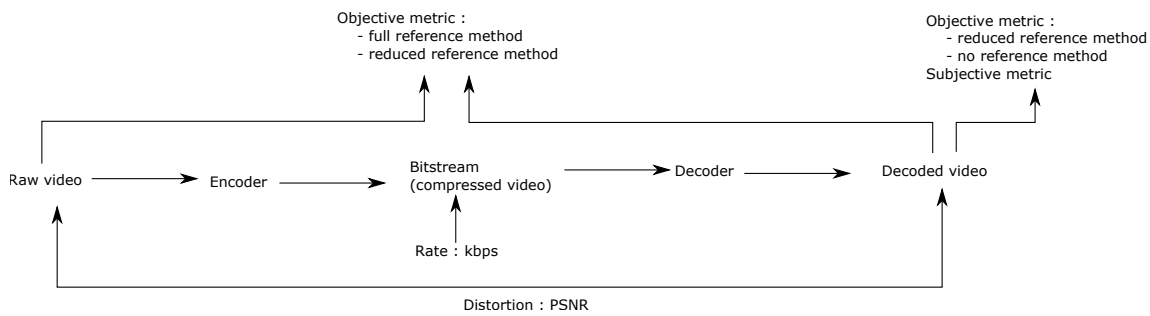 Objective metric :
- full reference method
- reduced reference method
Objective metric :
- reduced reference method
- no reference method
Subjective metric
Raw video
Encoder
Bitstream
(compressed video)
Decoder
Decoded video
Rate : kbps
Distortion : PSNR